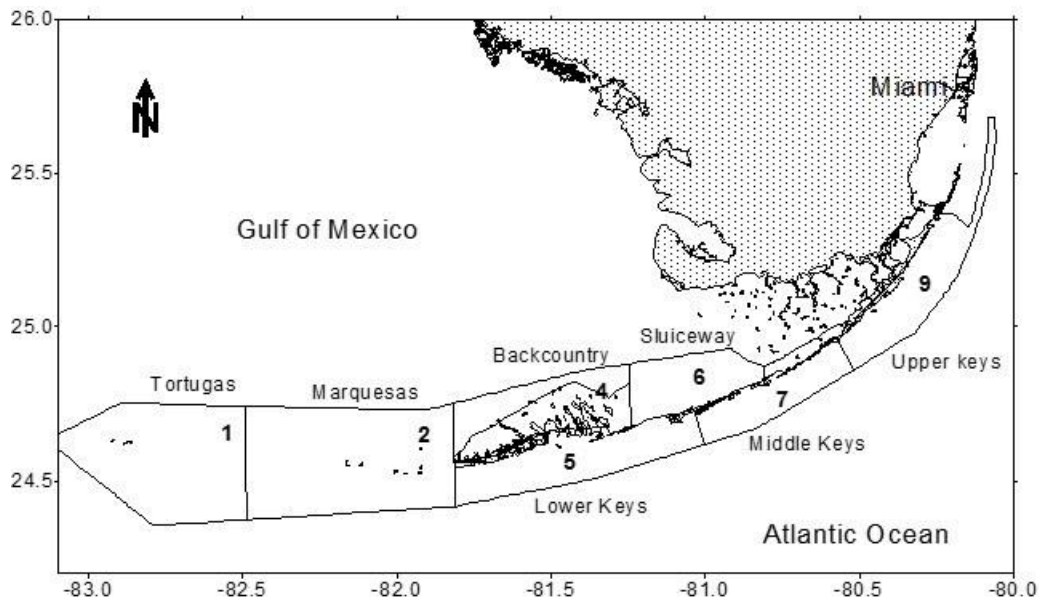 26.0
Miami
N
25.5
Gulf of Mexico
9
25.0
Sluiceway
Backcountry
Upper keys
Tortugas
Marquesas
4
6
7
1
2
Middle Keys
5
24.5
Lower Keys
Atlantic Ocean
-83.0
-82.5
-82.0
-81.5
-81.0
-80.5
-80.0